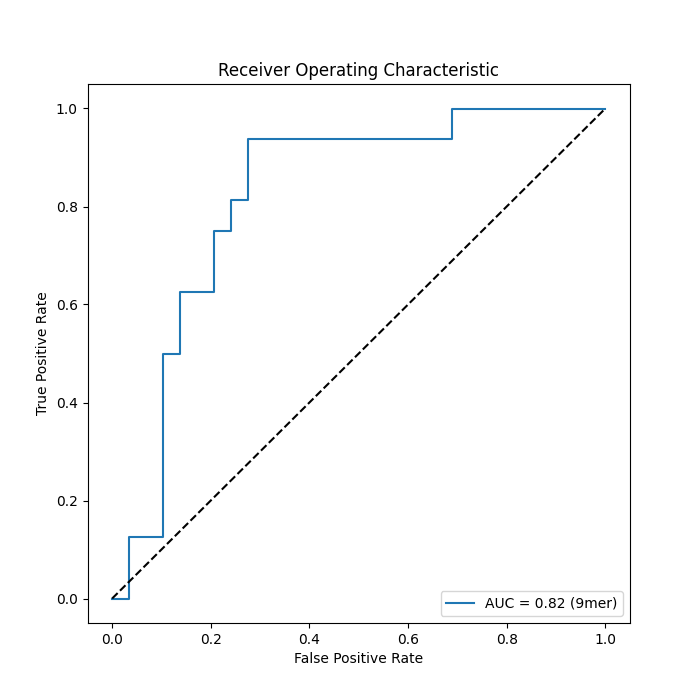 Receiver Operating Characteristic
1.0
0.8
0.6
0.4
0.2
0.0
True Positive Rate
AUC = 0.82 (9mer)
0.0 0.2 0.4 0.6 0.8 1.0
False Positive Rate